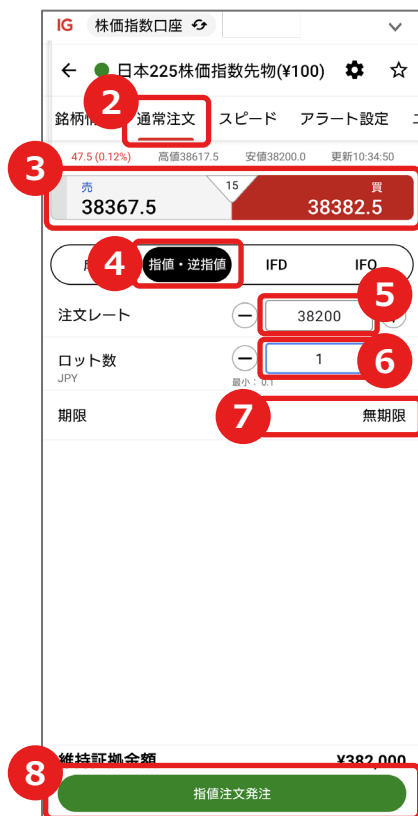 IG 株価指数口座
日本225株価指数先物(¥100)
2
銘柄 通常注文 スピード アラート設定
3
47.5 (0.12%) 高値38617.5 安値38200.0 更新10:34:50
売 15 買
38367.5 38382.5
4
指値・逆指値 IFD IFO
5
注文レート 38200
ロット数 1 6
JPY 最小: 0.1
期限 7 無期限
維持証拠金額 ¥382,000
8
指値注文発注